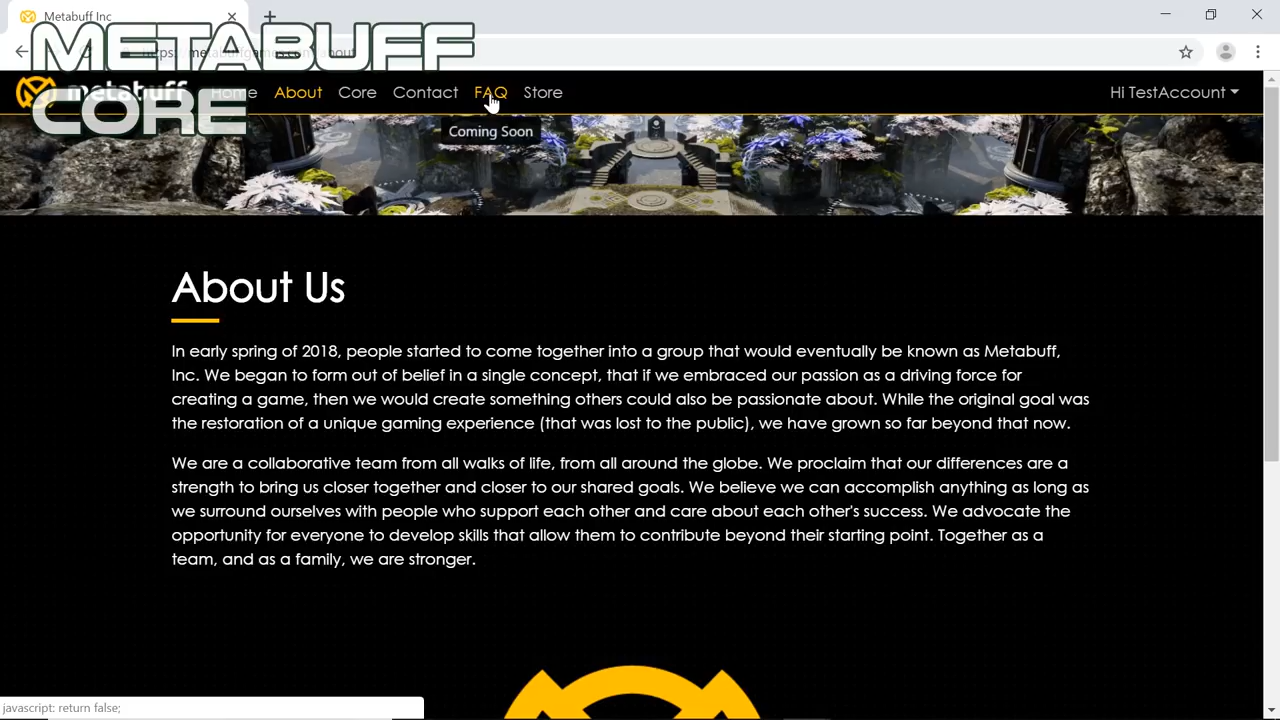 Metabuff Inc
METABUFF
CORE
metabuff
Home
About
Core
Contact
FAQ
Store
Hi TestAccount
Coming Soon
About Us
In early spring of 2018, people started to come together into a group that would eventually be known as Metabuff,
Inc. We began to form out of belief in a single concept, that if we embraced our passion as a driving force for
creating a game, then we would create something others could also be passionate about. While the original goal was
the restoration of a unique gaming experience (that was lost to the public), we have grown so far beyond that now.
We are a collaborative team from all walks of life, from all around the globe. We proclaim that our differences are a
strength to bring us closer together and closer to our shared goals. We believe we can accomplish anything as long as
we surround ourselves with people who support each other and care about each other's success. We advocate the
opportunity for everyone to develop skills that allow them to contribute beyond their starting point. Together as a
team, and as a family, we are stronger.
javascript: return false;